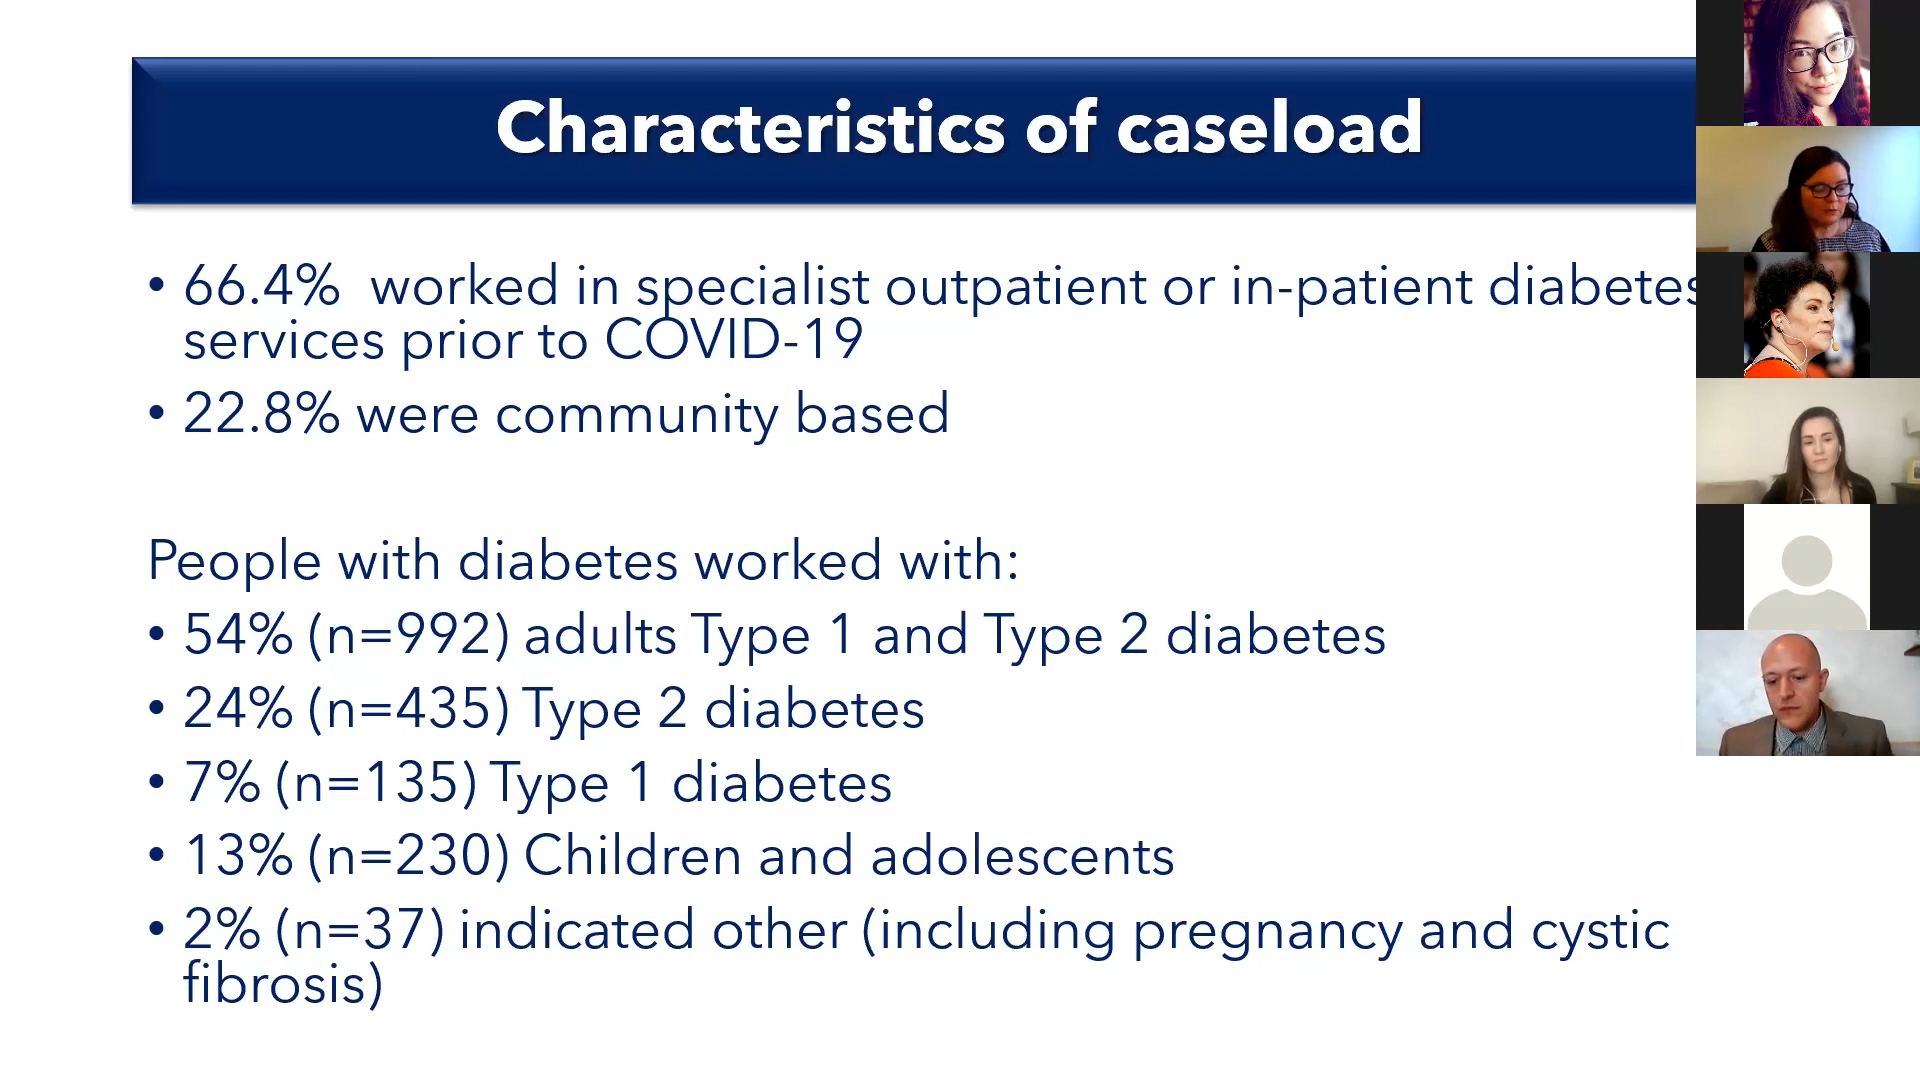 Characteristics of caseload
• 66.4% worked in specialist outpatient or in-patient diabetes
services prior to COVID-19
• 22.8% were community based
People with diabetes worked with:
• 54% (n=992) adults Type 1 and Type 2 diabetes
• 24% (n=435) Type 2 diabetes
• 7% (n=135) Type 1 diabetes
• 13% (n=230) Children and adolescents
• 2% (n=37) indicated other (including pregnancy and cystic
fibrosis)